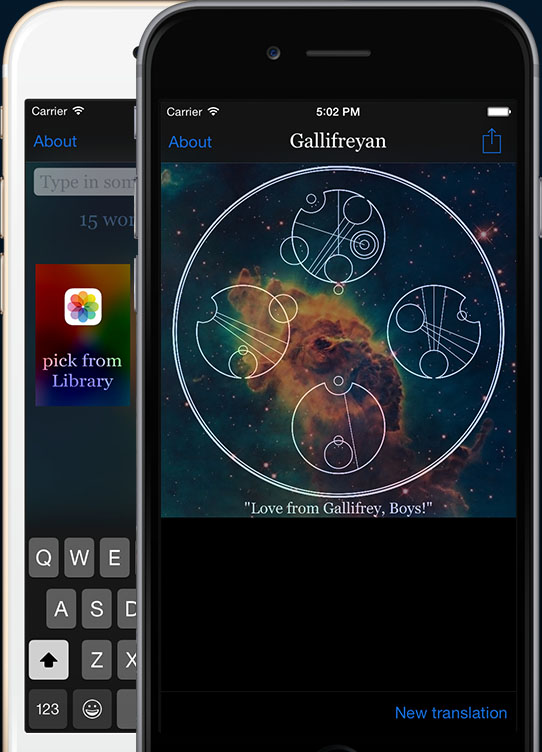 Carrier
About
Type in som
15 wor
pick from
Library
Q W E
A S D
Z X
123
Carrier 5:02 PM
About Gallifreyan
"Love from Gallifrey, Boys!"
New translation